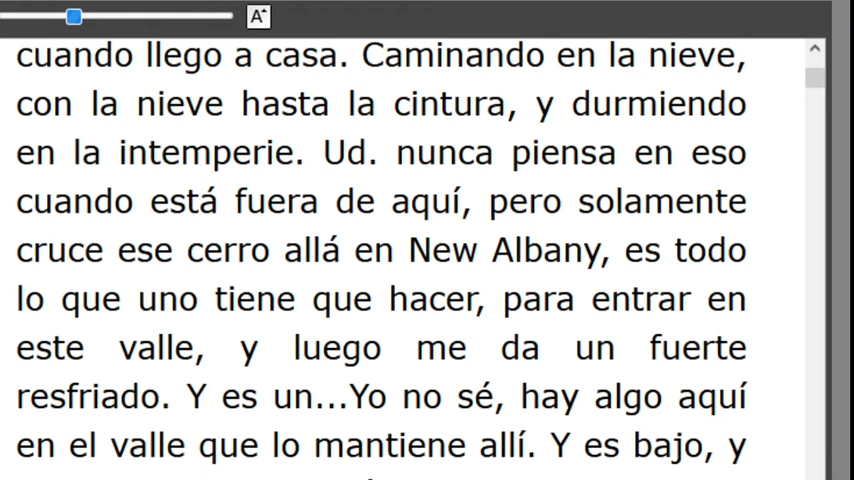 A
cuando llego a casa. Caminando en la nieve,
con la nieve hasta la cintura, y durmiendo
en la intemperie. Ud. nunca piensa en eso
cuando está fuera de aquí, pero solamente
cruce ese cerro allá en New Albany, es todo
lo que uno tiene que hacer, para entrar en
este valle, y luego me da un fuerte
resfriado. Y es un...Yo no sé, hay algo aquí
en el valle que lo mantiene allí. Y es bajo, y